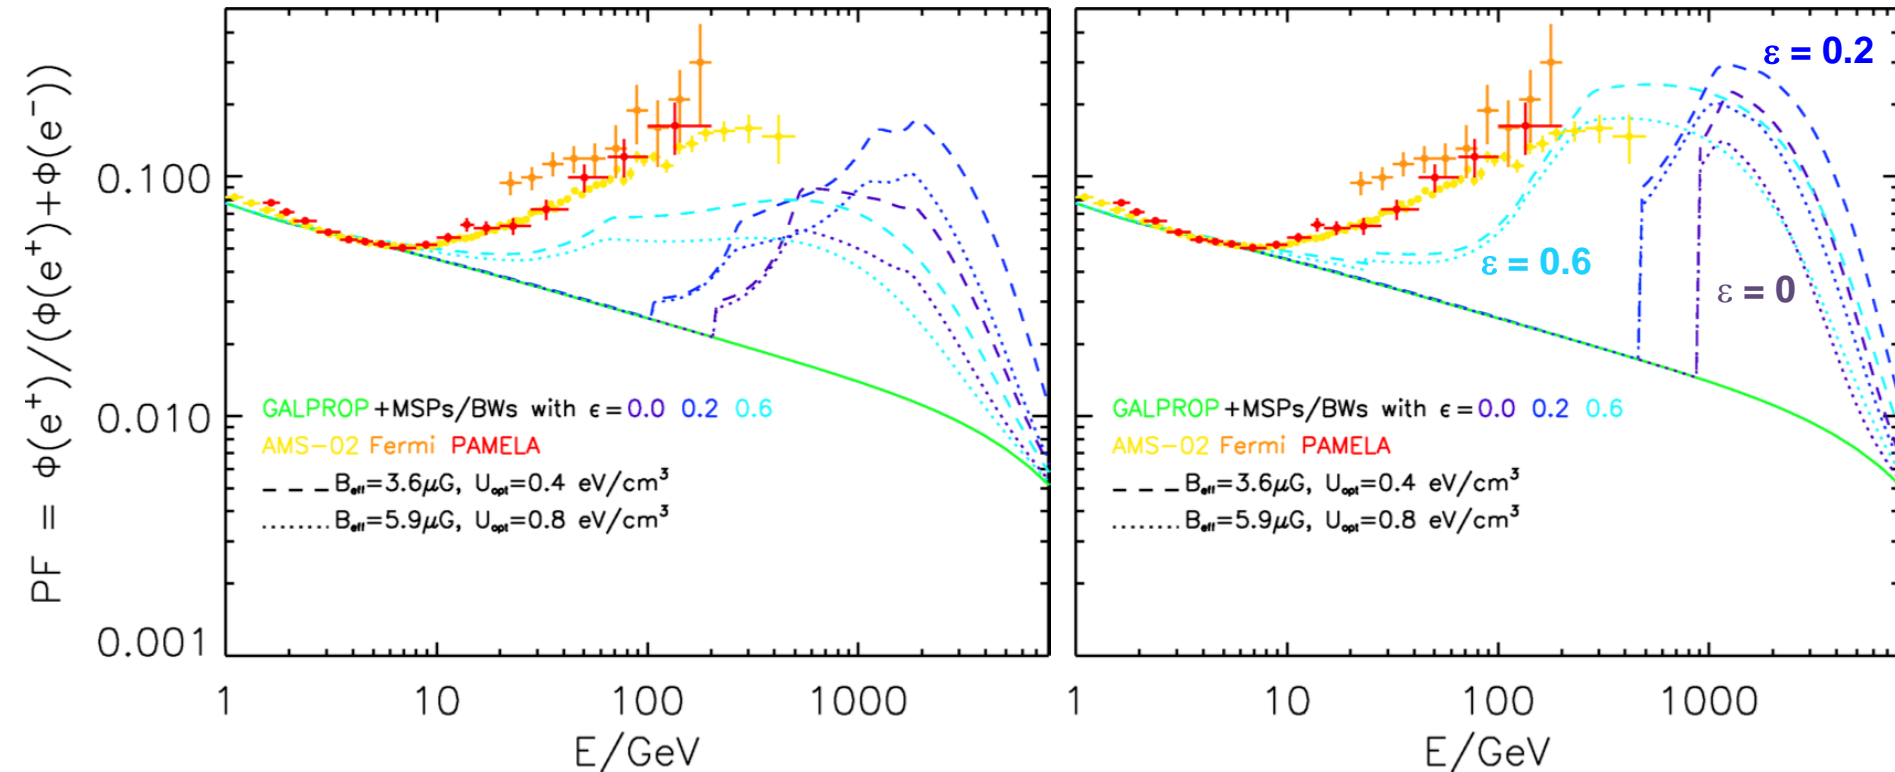 PF ≡ ϕ(e⁺)/(ϕ(e⁺)+ϕ(e⁻))
0.100
0.010
0.001
GALPROP +MSPs/BWs with ϵ=0.0 0.2 0.6
AMS-02 Fermi PAMELA
B_eff=3.6μG, U_opt=0.4 eV/cm³
B_eff=5.9μG, U_opt=0.8 eV/cm³
1 10 100 1000
E/GeV
ε = 0.2
ε = 0.6
ε = 0
GALPROP +MSPs/BWs with ϵ=0.0 0.2 0.6
AMS-02 Fermi PAMELA
B_eff=3.6μG, U_opt=0.4 eV/cm³
B_eff=5.9μG, U_opt=0.8 eV/cm³
1 10 100 1000
E/GeV